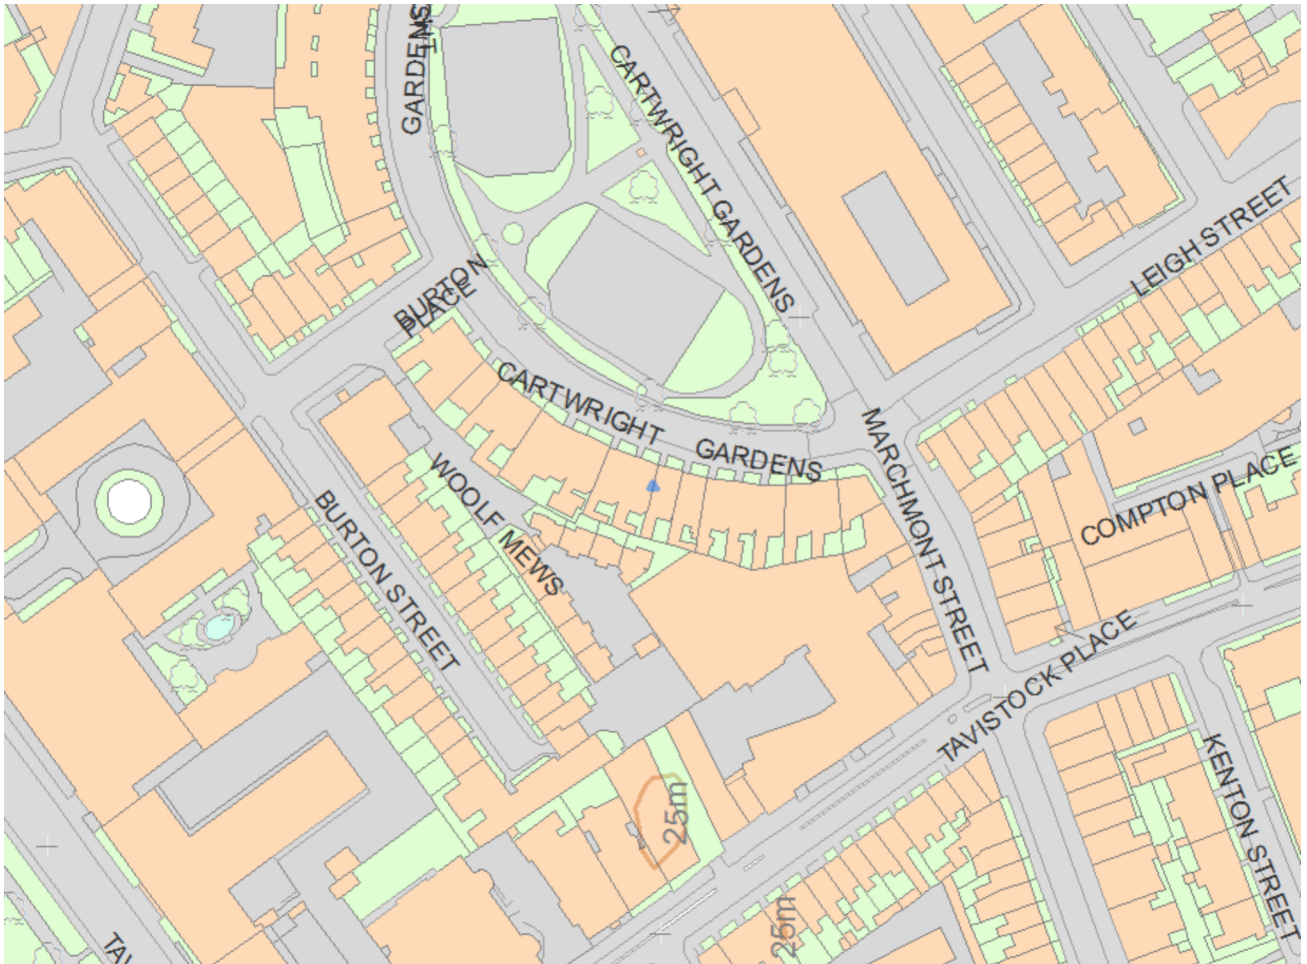 GARDENS
CARTWRIGHT GARDENS
LEIGH STREET
BURTON
PLACE
CARTWRIGHT GARDENS
MARCHMONT STREET
COMPTON PLACE
WOOLF MEWS
BURTON STREET
TAVISTOCK PLACE
KENTON STREET
25m
25m
TAV